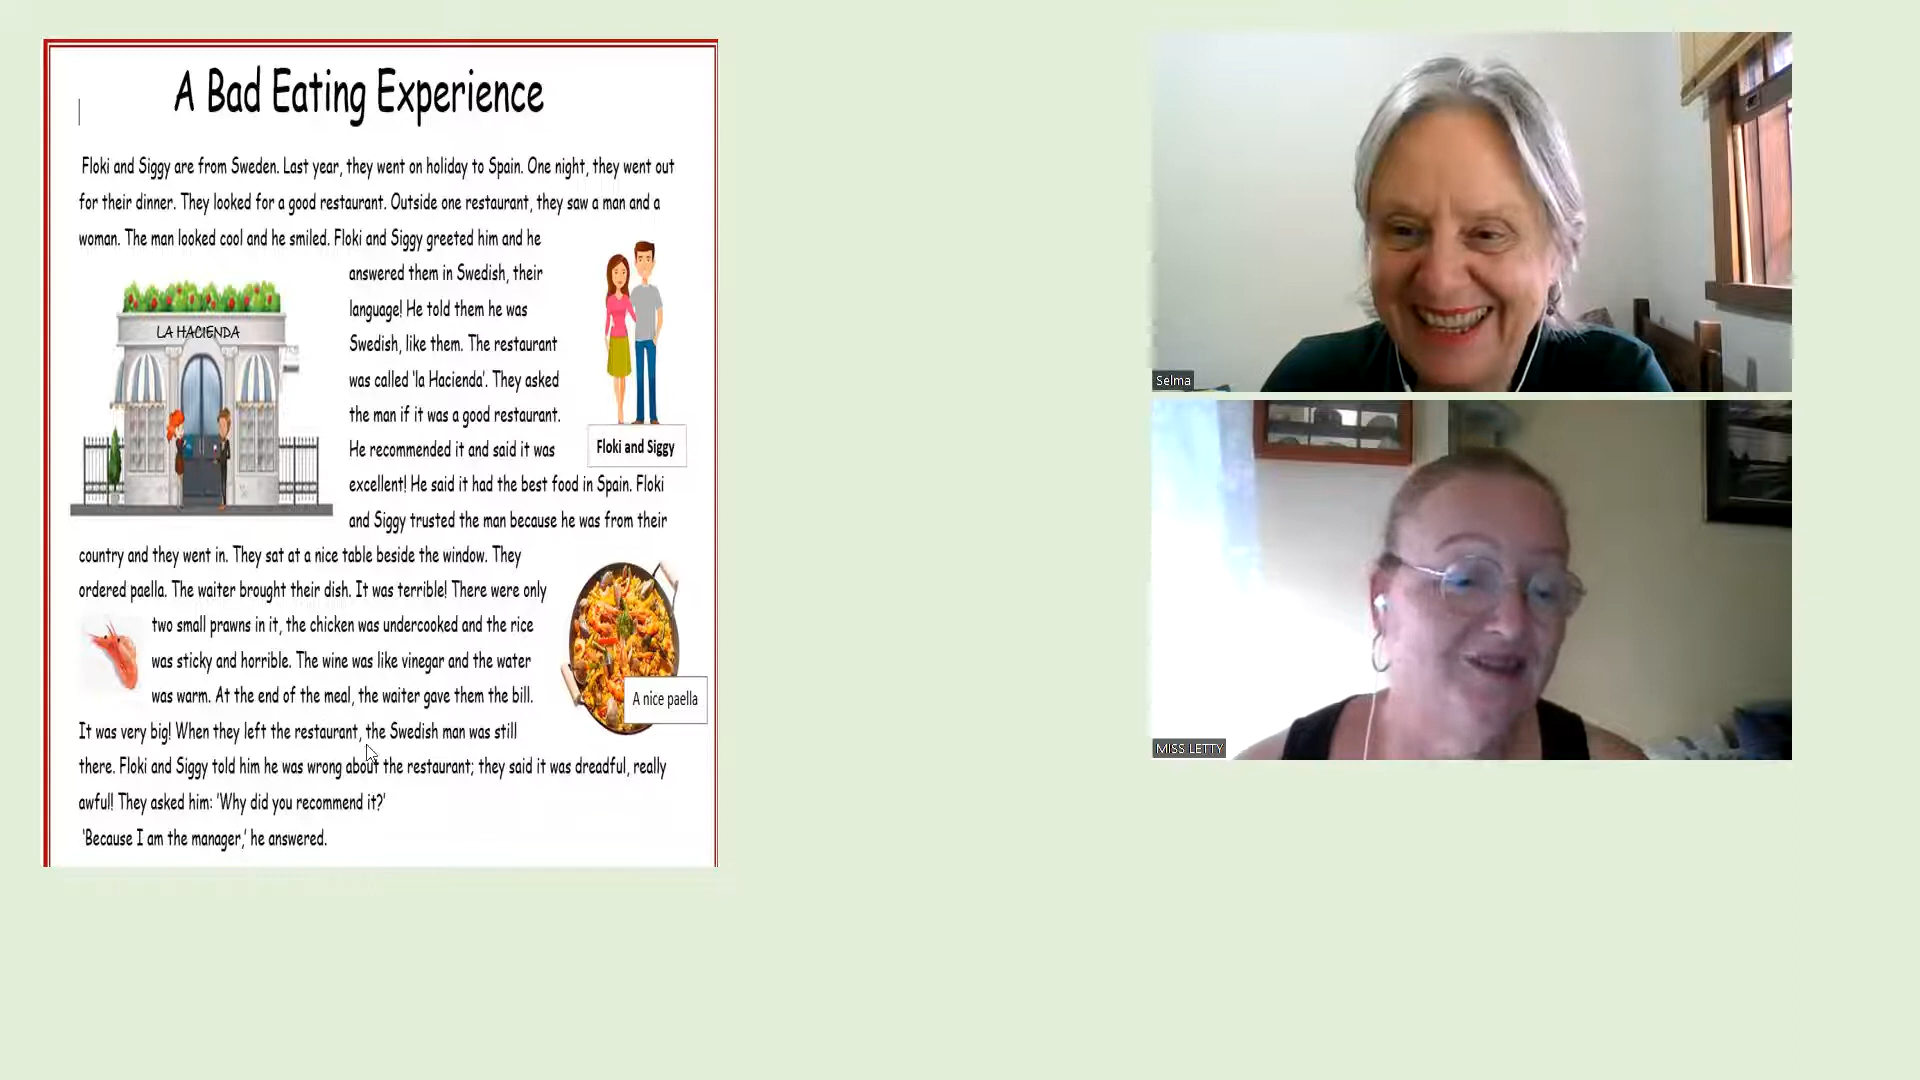 A Bad Eating Experience
Floki and Siggy are from Sweden. Last year, they went on holiday to Spain. One night, they went out
for their dinner. They looked for a good restaurant. Outside one restaurant, they saw a man and a
woman. The man looked cool and he smiled. Floki and Siggy greeted him and he
answered them in Swedish, their
language! He told them he was
Swedish, like them. The restaurant
was called 'la Hacienda'. They asked
the man if it was a good restaurant.
He recommended it and said it was
excellent! He said it had the best food in Spain. Floki
and Siggy trusted the man because he was from their
country and they went in. They sat at a nice table beside the window. They
ordered paella. The waiter brought their dish. It was terrible! There were only
two small prawns in it, the chicken was undercooked and the rice
was sticky and horrible. The wine was like vinegar and the water
was warm. At the end of the meal, the waiter gave them the bill.
It was very big! When they left the restaurant, the Swedish man was still
there. Floki and Siggy told him he was wrong about the restaurant; they said it was dreadful, really
awful! They asked him: 'Why did you recommend it?'
'Because I am the manager,' he answered.
LA HACIENDA
Floki and Siggy
A nice paella
Selma
MISS LETTY